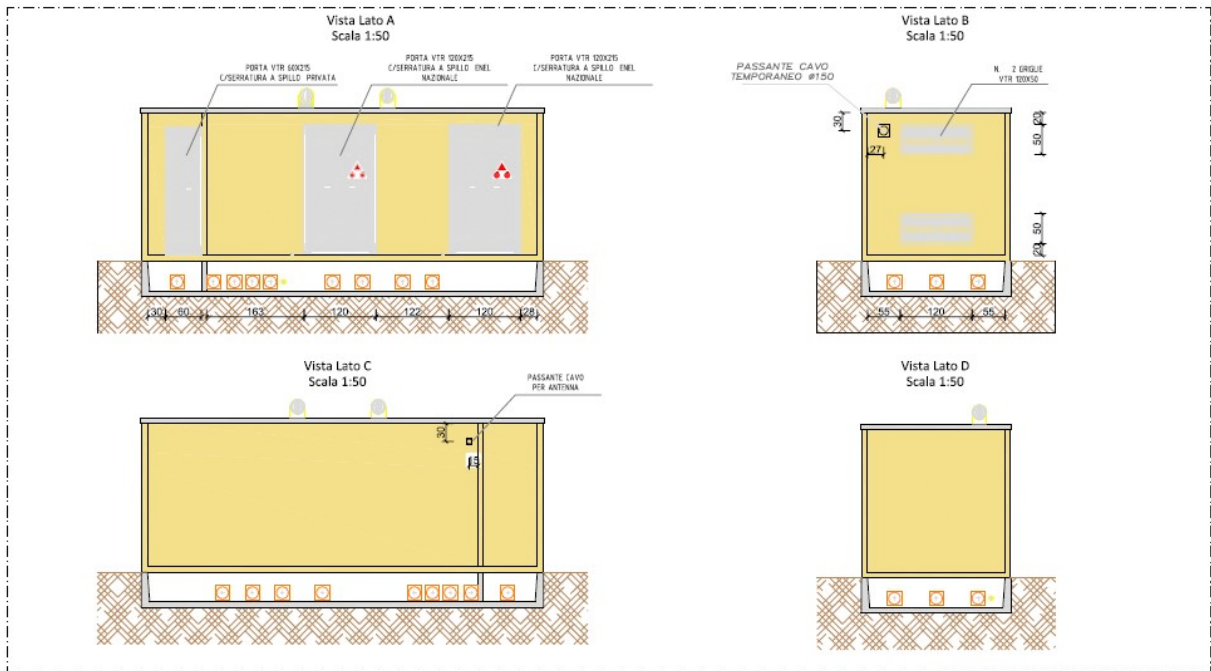 Vista Lato A
Scala 1:50
PORTA VTR 60X215
C/SERRATURA A SPILLO PRIVATA
PORTA VTR 120X215
C/SERRATURA A SPILLO ENEL
NAZIONALE
PORTA VTR 120X215
C/SERRATURA A SPILLO ENEL
NAZIONALE
30 60 163 120 122 120 28
Vista Lato B
Scala 1:50
PASSANTE CAVO
TEMPORANEO Ø150
N. 2 GRIGLIE
VTR 120X50
30
27
20
50
50
20
55 120 55
Vista Lato C
Scala 1:50
PASSANTE CAVO
PER ANTENNA
30
15
Vista Lato D
Scala 1:50